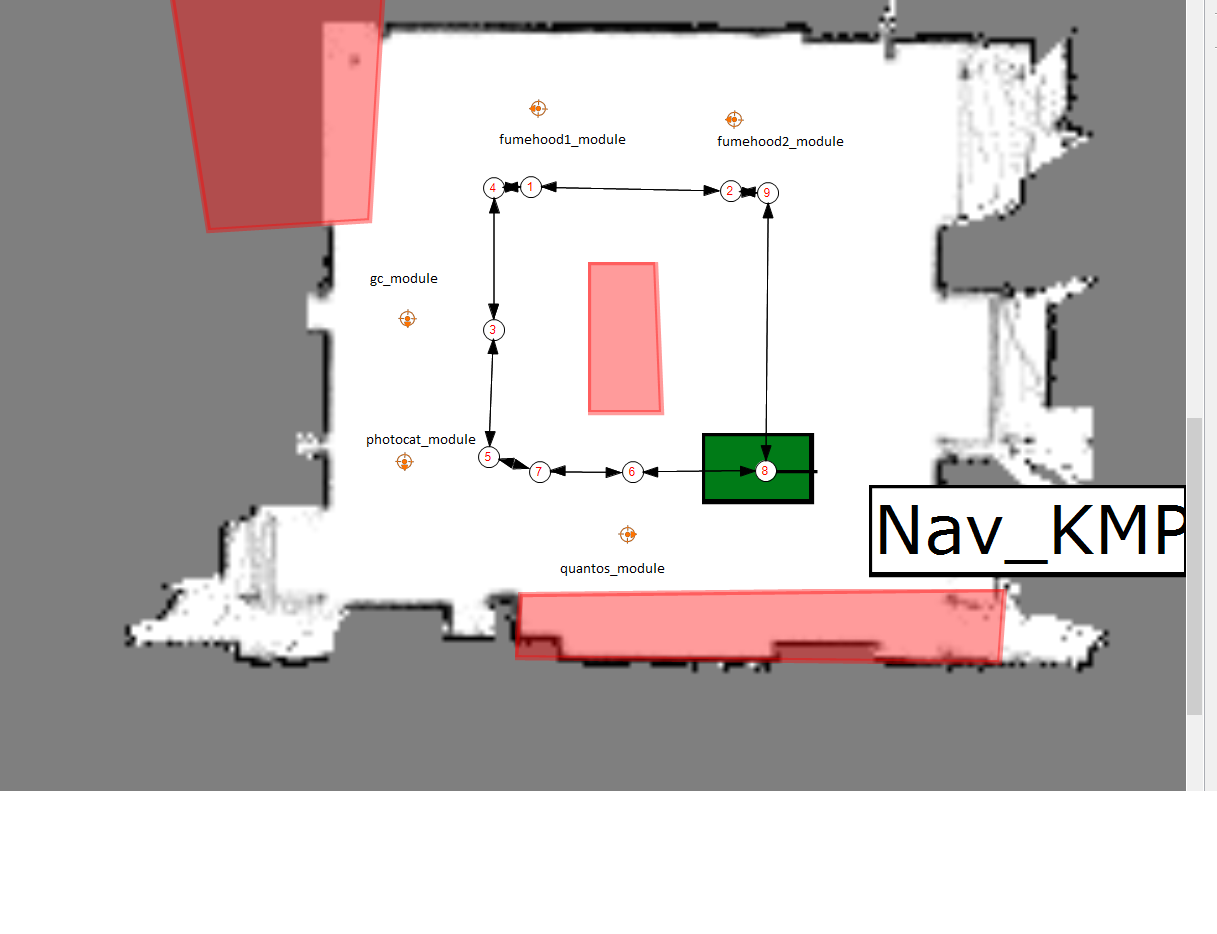 fumehood1_module
fumehood2_module
4 1 2 9
gc_module
3
photocat_module
5 7 6 8
Nav_KMP
quantos_module